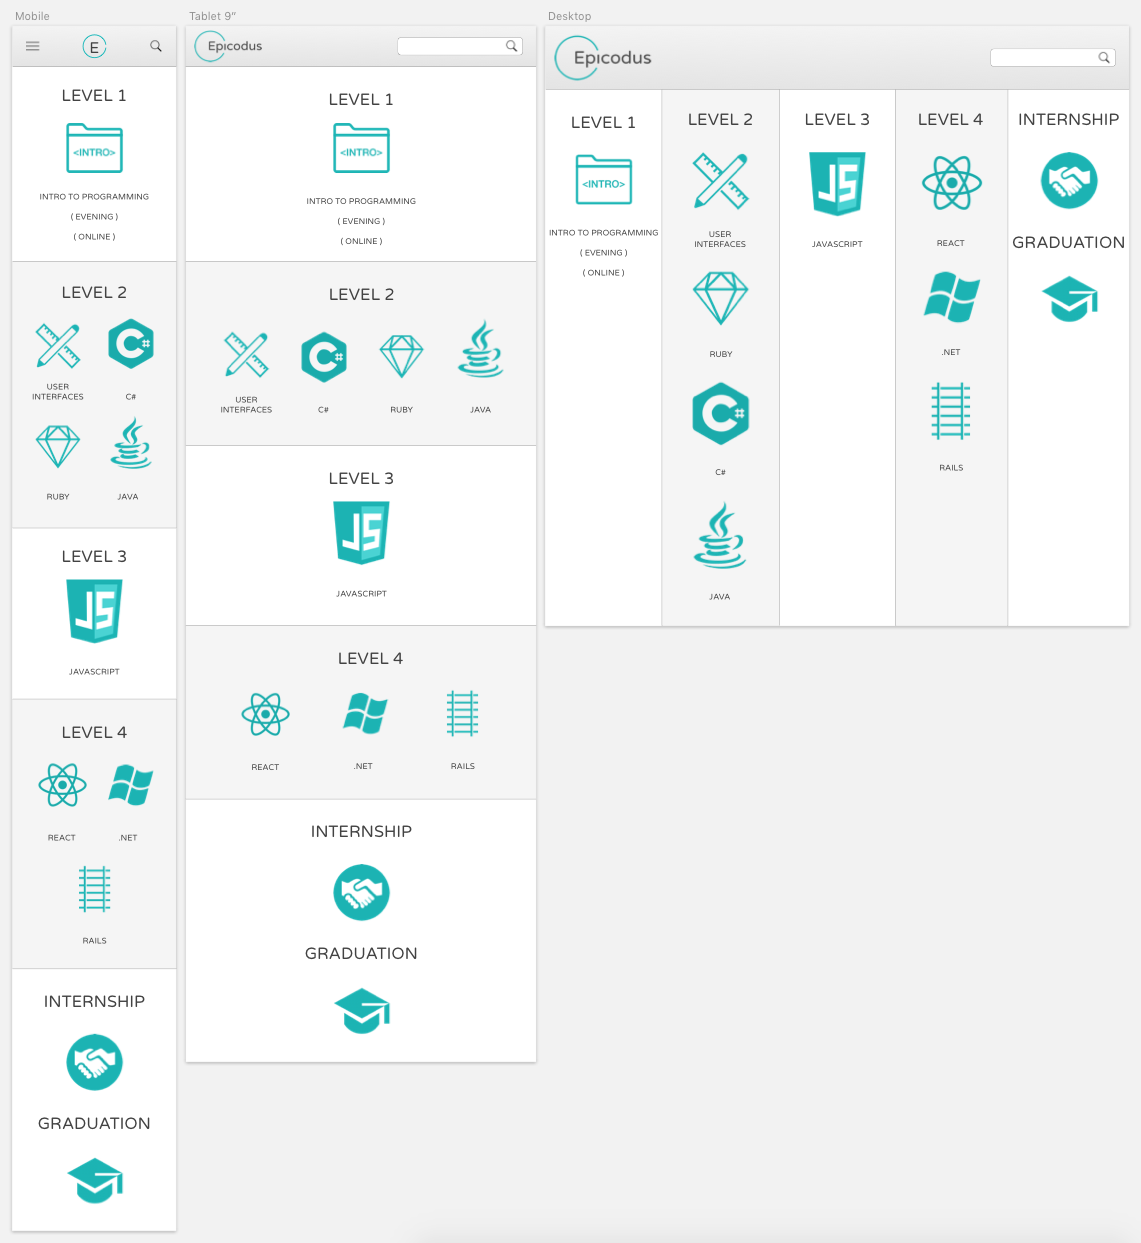 Mobile
E
LEVEL 1
<INTRO>
INTRO TO PROGRAMMING
( EVENING )
( ONLINE )
LEVEL 2
C#
USER
INTERFACES
C#
RUBY
JAVA
LEVEL 3
JS
JAVASCRIPT
LEVEL 4
REACT
.NET
RAILS
INTERNSHIP
GRADUATION
Tablet 9”
Epicodus
LEVEL 1
<INTRO>
INTRO TO PROGRAMMING
( EVENING )
( ONLINE )
LEVEL 2
C#
USER
INTERFACES
C#
RUBY
JAVA
LEVEL 3
JS
JAVASCRIPT
LEVEL 4
REACT
.NET
RAILS
INTERNSHIP
GRADUATION
Desktop
Epicodus
LEVEL 1
<INTRO>
INTRO TO PROGRAMMING
( EVENING )
( ONLINE )
LEVEL 2
USER
INTERFACES
RUBY
C#
C#
JAVA
LEVEL 3
JS
JAVASCRIPT
LEVEL 4
REACT
.NET
RAILS
INTERNSHIP
GRADUATION